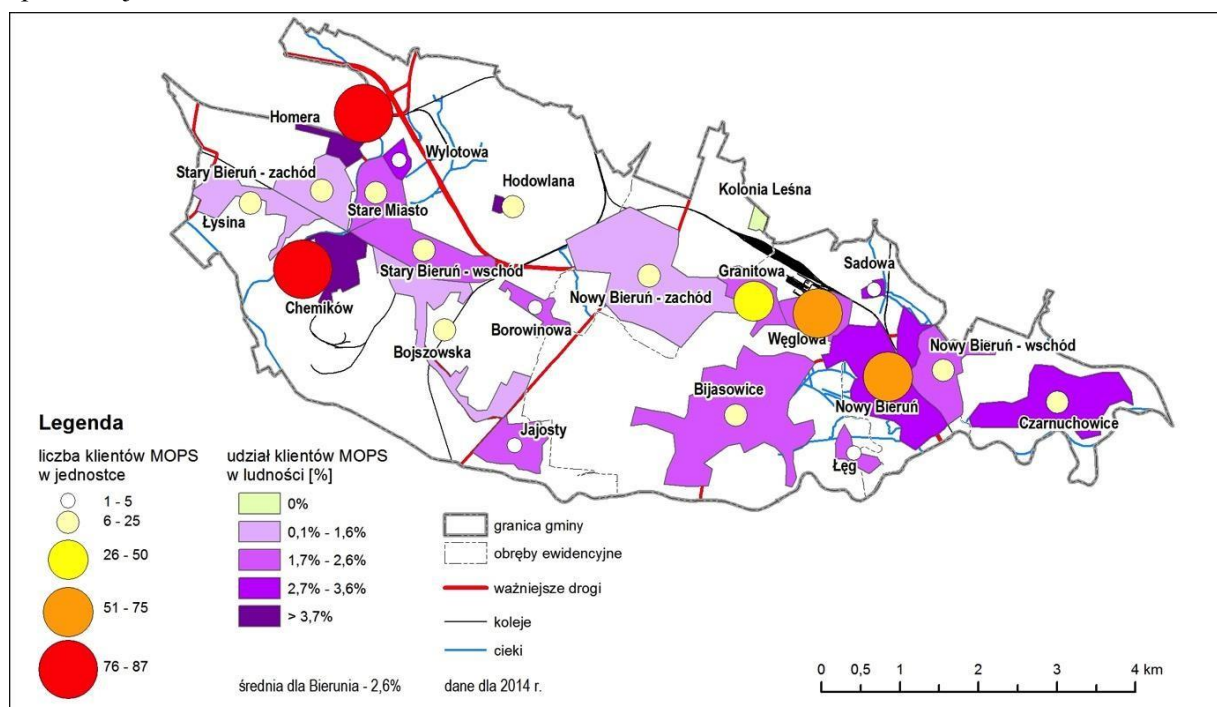 Homera
Wylotowa
Stary Bieruń - zachód
Hodowlana
Kolonia Leśna
Łysina
Stare Miasto
Stary Bieruń - wschód
Granitowa
Sadowa
Chemików
Nowy Bieruń - zachód
Borowinowa
Węglowa
Bojszowska
Nowy Bieruń - wschód
Bijasowice
Nowy Bieruń
Czarnuchowice
Jajosty
Łęg
Legenda
liczba klientów MOPS
w jednostce
1 - 5
6 - 25
26 - 50
51 - 75
76 - 87
udział klientów MOPS
w ludności [%]
0%
0,1% - 1,6%
1,7% - 2,6%
2,7% - 3,6%
> 3,7%
średnia dla Bierunia - 2,6%
granica gminy
obręby ewidencyjne
ważniejsze drogi
koleje
cieki
dane dla 2014 r.
0 0,5 1 2 3 4 km